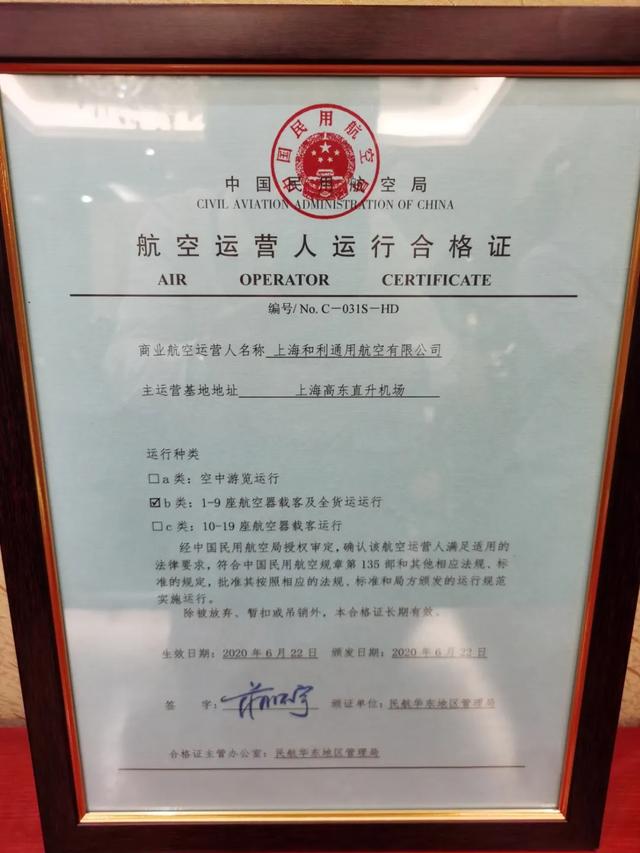 中国民用航空局
中国民用航空局
CIVIL AVIATION ADMINISTRATION OF CHINA
航空运营人运行合格证
AIR OPERATOR CERTIFICATE
编号/No. C-031S-HD
商业航空运营人名称 上海和利通用航空有限公司
主运营基地地址 上海高东直升机场
运行种类
☐a类：空中游览运行
☑b类：1-9座航空器载客及全货运运行
☐c类：10-19座航空器载客运行
经中国民用航空局授权审定，确认该航空运营人满足适用的
法律要求，符合中国民用航空规章第135部和其他相应法规、
标准的规定，批准其按照相应的法规、标准和局方颁发的运行规范
实施运行。
除被放弃、暂扣或吊销外，本合格证长期有效。
生效日期：2020年6月22日 颁发日期：2020年6月22日
签 字： 颁证单位：民航华东地区管理局
合格证主管办公室：民航华东地区管理局